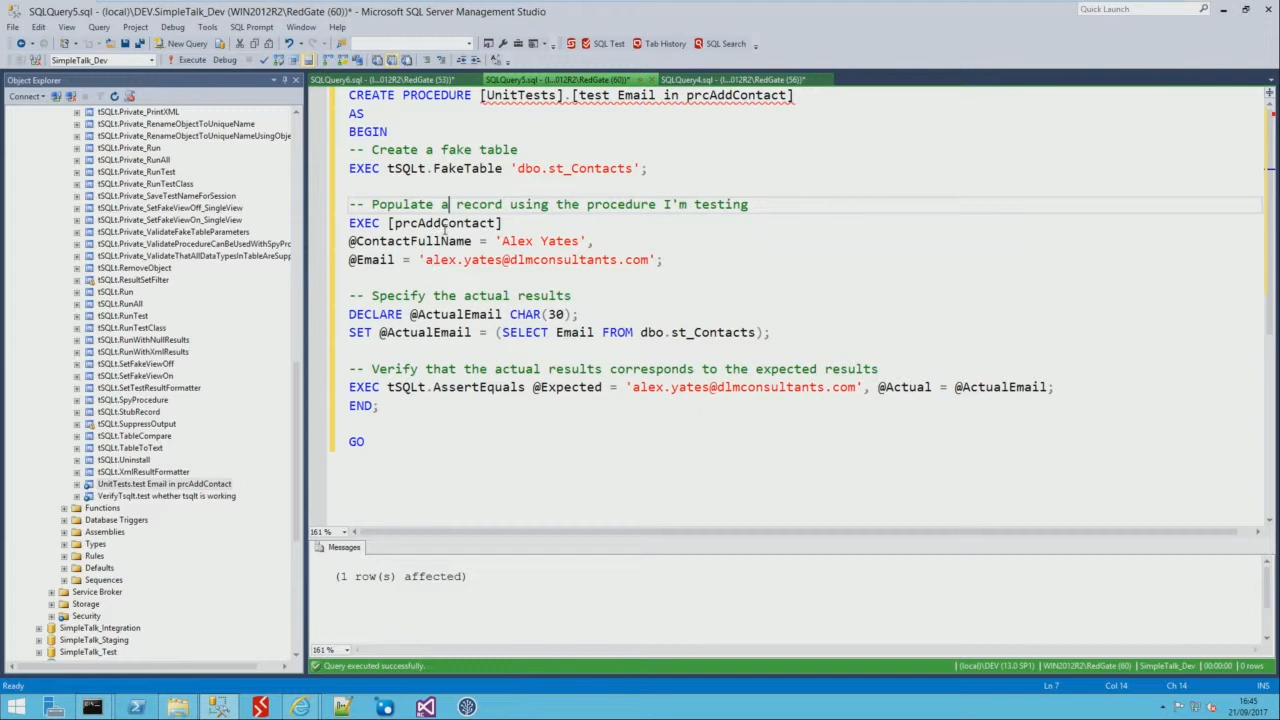 SQLQuery5.sql - (local)\DEV.SimpleTalk_Dev (WIN2012R2\RedGate (60))* - Microsoft SQL Server Management Studio
Quick Launch
File Edit View Query Project Debug Tools SQL Prompt Window Help
New Query SQL Test Tab History SQL Search
SimpleTalk_Dev Execute Debug
Object Explorer
SQLQuery6.sql - (l...012R2\RedGate (53))* SQLQuery5.sql - (l...012R2\RedGate (60))* SQLQuery4.sql - (l...012R2\RedGate (56))*
Connect
tSQLt.Private_PrintXML
tSQLt.Private_RenameObjectToUniqueName
tSQLt.Private_RenameObjectToUniqueNameUsingObje
tSQLt.Private_Run
tSQLt.Private_RunAll
tSQLt.Private_RunTest
tSQLt.Private_RunTestClass
tSQLt.Private_SaveTestNameForSession
tSQLt.Private_SetFakeViewOff_SingleView
tSQLt.Private_SetFakeViewOn_SingleView
tSQLt.Private_ValidateFakeTableParameters
tSQLt.Private_ValidateProcedureCanBeUsedWithSpyPro
tSQLt.Private_ValidateThatAllDataTypesInTableAreSup
tSQLt.RemoveObject
tSQLt.ResultSetFilter
tSQLt.Run
tSQLt.RunAll
tSQLt.RunTest
tSQLt.RunTestClass
tSQLt.RunWithNullResults
tSQLt.RunWithXmlResults
tSQLt.SetFakeViewOff
tSQLt.SetFakeViewOn
tSQLt.SetTestResultFormatter
tSQLt.SpyProcedure
tSQLt.StubRecord
tSQLt.SuppressOutput
tSQLt.TableCompare
tSQLt.TableToText
tSQLt.Uninstall
tSQLt.XmlResultFormatter
UnitTests.test Email in prcAddContact
VerifyTsqlt.test whether tsqlt is working
Functions
Database Triggers
Assemblies
Types
Rules
Defaults
Sequences
Service Broker
Storage
Security
SimpleTalk_Integration
SimpleTalk_Staging
SimpleTalk_Test
CREATE PROCEDURE [UnitTests].[test Email in prcAddContact]
AS
BEGIN
-- Create a fake table
EXEC tSQLt.FakeTable 'dbo.st_Contacts';
-- Populate a record using the procedure I'm testing
EXEC [prcAddContact]
@ContactFullName = 'Alex Yates',
@Email = 'alex.yates@dlmconsultants.com';
-- Specify the actual results
DECLARE @ActualEmail CHAR(30);
SET @ActualEmail = (SELECT Email FROM dbo.st_Contacts);
-- Verify that the actual results corresponds to the expected results
EXEC tSQLt.AssertEquals @Expected = 'alex.yates@dlmconsultants.com', @Actual = @ActualEmail;
END;
GO
161 %
Messages
(1 row(s) affected)
161 %
Query executed successfully. (local)\DEV (13.0 SP1) WIN2012R2\RedGate (60) SimpleTalk_Dev 00:00:00 0 rows
Ready Ln 7 Col 14 Ch 14 INS
16:45
21/09/2017